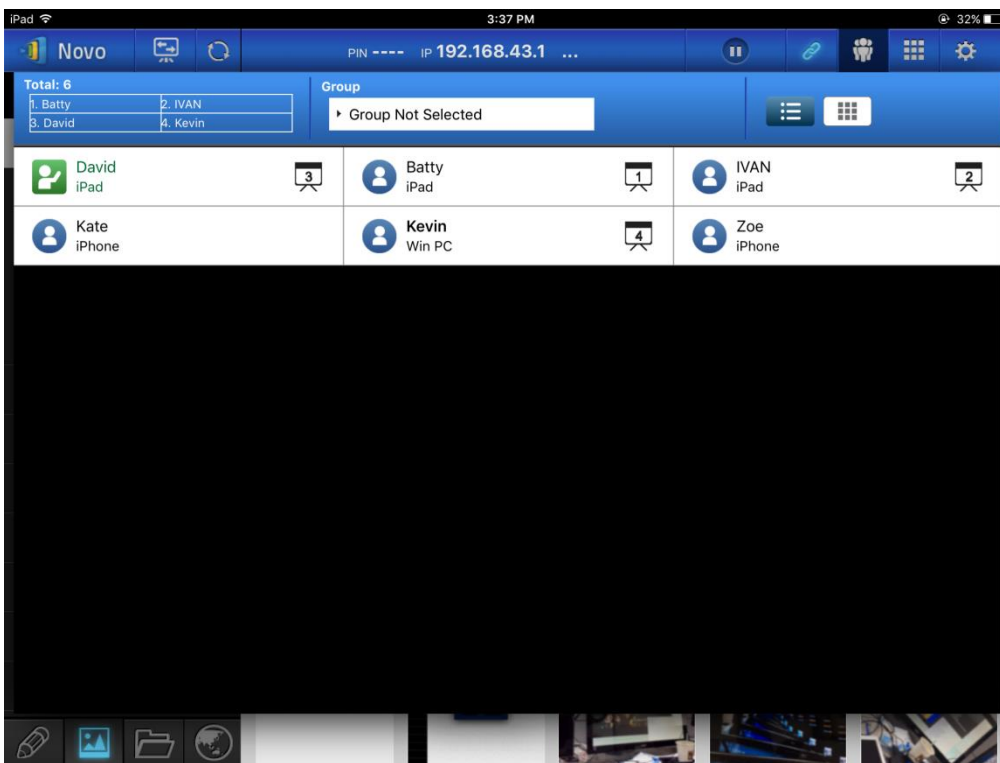 iPad 3:37 PM 32%
Novo PIN ---- IP 192.168.43.1 ...
Total: 6
1. Batty 2. IVAN
3. David 4. Kevin
Group
Group Not Selected
David
iPad
3
Batty
iPad
1
IVAN
iPad
2
Kate
iPhone
Kevin
Win PC
4
Zoe
iPhone